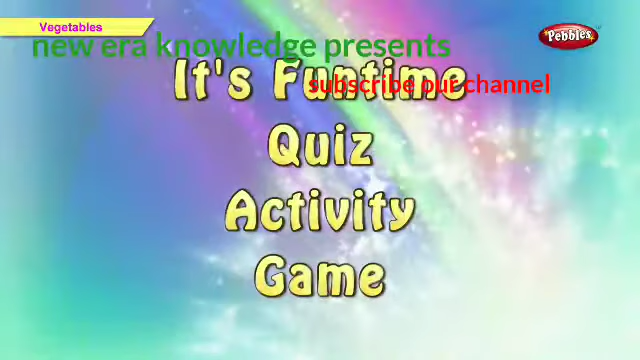 Vegetables
new era knowledge presents
Pebbles
It's Funtime
subscribe our channel
Quiz
Activity
Game